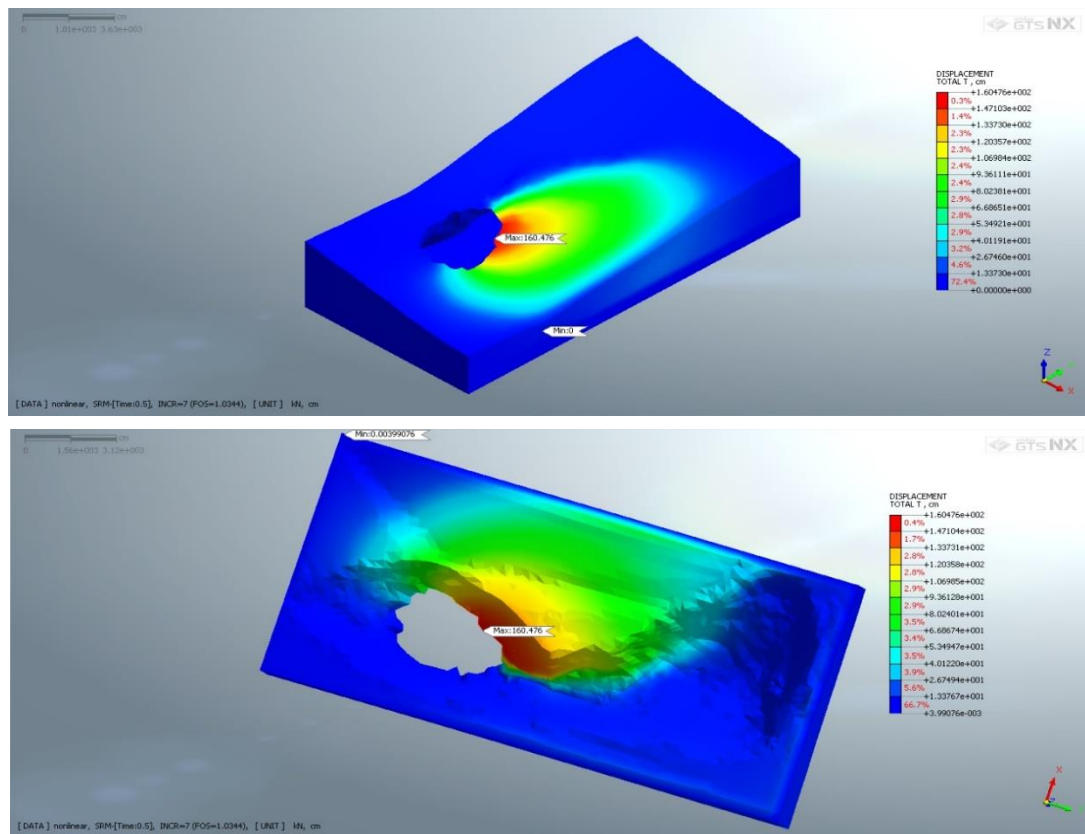 cm
0 1.01e+003 3.63e+003
GTS NX
DISPLACEMENT
TOTAL T , cm
+1.60476e+002
0.3%
+1.47103e+002
1.4%
+1.33730e+002
2.3%
+1.20357e+002
2.3%
+1.06984e+002
2.4%
+9.36111e+001
2.4%
+8.02381e+001
2.9%
+6.68651e+001
2.8%
+5.34921e+001
2.9%
+4.01191e+001
3.2%
+2.67460e+001
4.6%
+1.33730e+001
72.4%
+0.00000e+000
Max:160.476
Min:0
Z
X
[ DATA ] nonlinear, SRM-[Time:0.5], INCR=7 (FOS=1.0344), [ UNIT ] kN, cm
Min:0.00399076
cm
0 1.56e+003 3.12e+003
GTS NX
DISPLACEMENT
TOTAL T , cm
+1.60476e+002
0.4%
+1.47104e+002
1.7%
+1.33731e+002
2.8%
+1.20358e+002
2.8%
+1.06985e+002
2.9%
+9.36128e+001
2.9%
+8.02401e+001
3.5%
+6.68674e+001
3.4%
+5.34947e+001
3.5%
+4.01220e+001
3.9%
+2.67494e+001
5.6%
+1.33767e+001
66.7%
+3.99076e-003
Max:160.476
X
[ DATA ] nonlinear, SRM-[Time:0.5], INCR=7 (FOS=1.0344), [ UNIT ] kN, cm